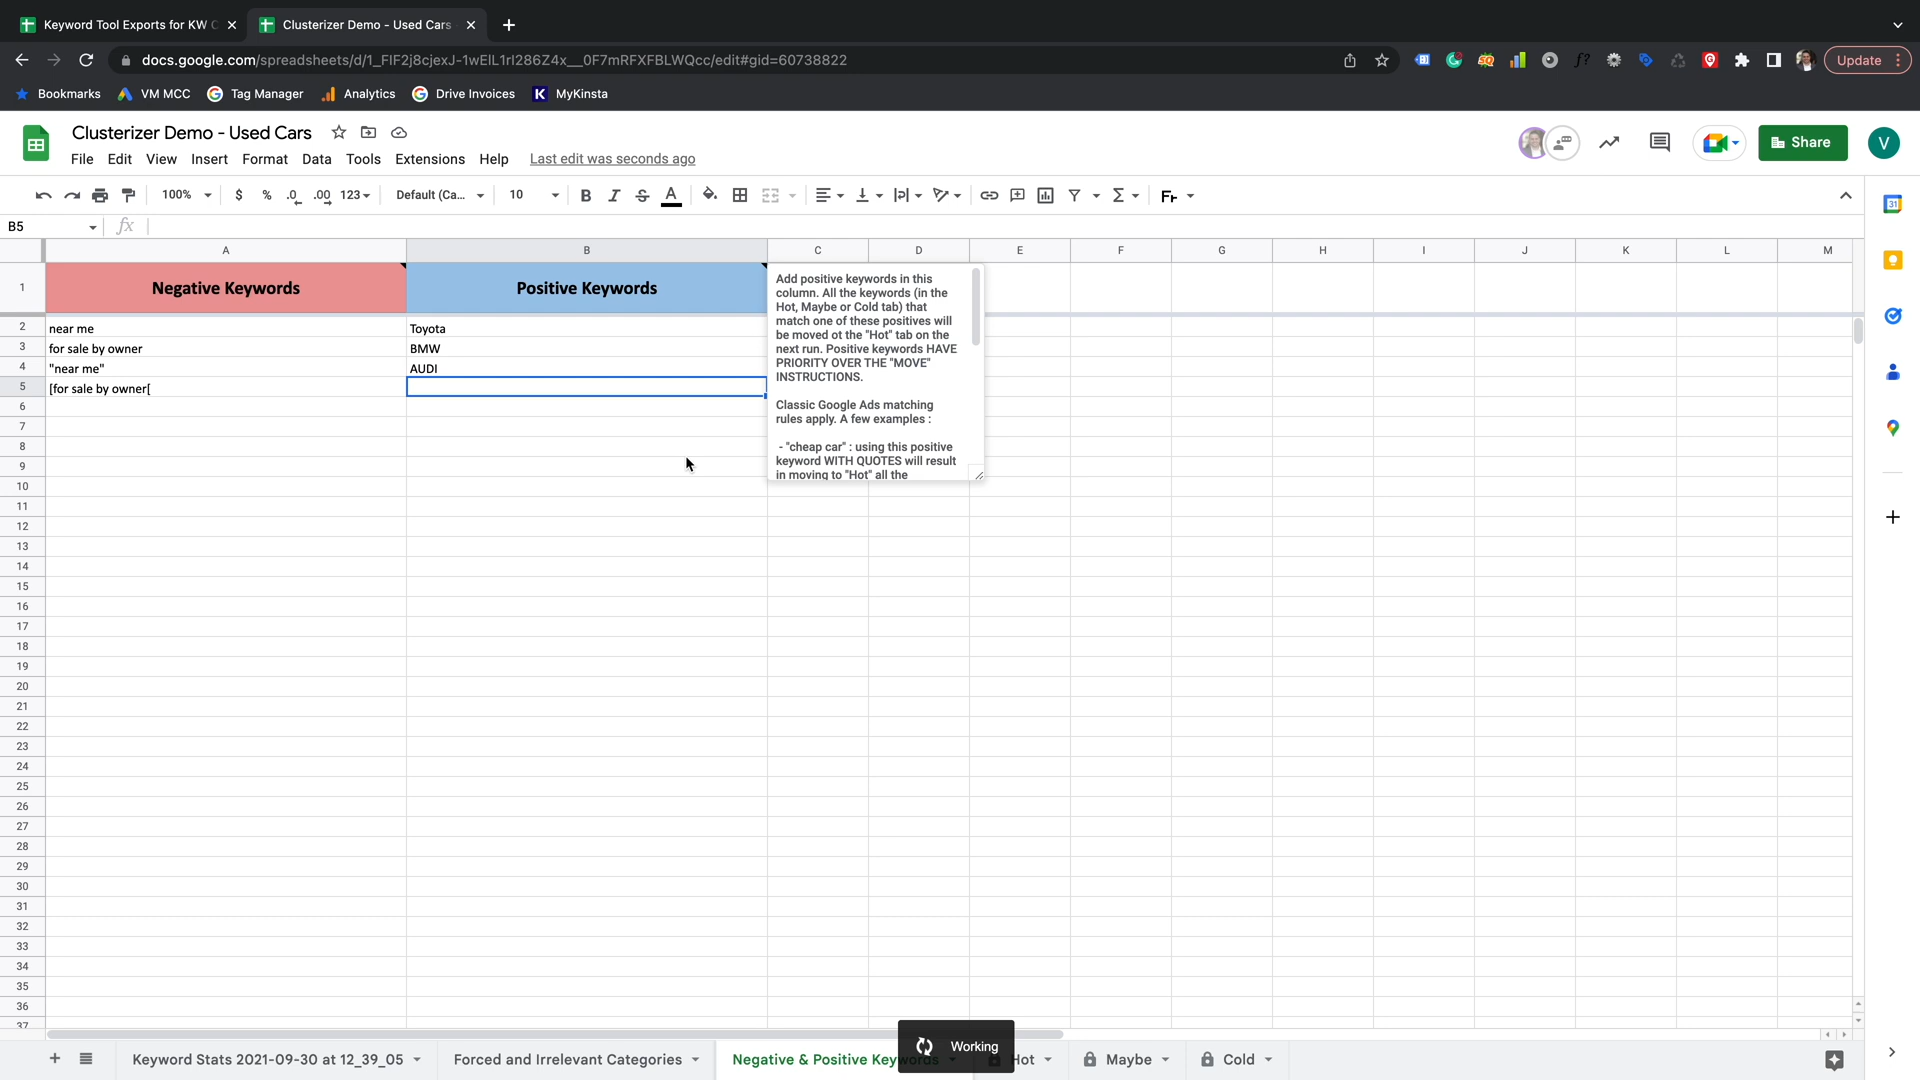 Keyword Tool Exports for KW C
Clusterizer Demo - Used Cars
docs.google.com/spreadsheets/d/1_FIF2j8cjexJ-1wEIL1rI286Z4x__0F7mRFXFBLWQcc/edit#gid=60738822
Update
Bookmarks VM MCC Tag Manager Analytics Drive Invoices MyKinsta
Clusterizer Demo - Used Cars
File Edit View Insert Format Data Tools Extensions Help Last edit was seconds ago
Share
V
100% $ % .0 .00 123 Default (Ca... 10 B I S A
B5 fx
A B C D E F G H I J K L M
1 Negative Keywords Positive Keywords
2 near me Toyota
3 for sale by owner BMW
4 "near me" AUDI
5 [for sale by owner[
Add positive keywords in this
column. All the keywords (in the
Hot, Maybe or Cold tab) that
match one of these positives will
be moved ot the "Hot" tab on the
next run. Positive keywords HAVE
PRIORITY OVER THE "MOVE"
INSTRUCTIONS.
Classic Google Ads matching
rules apply. A few examples :
- "cheap car" : using this positive
keyword WITH QUOTES will result
in moving to "Hot" all the
6
7
8
9
10
11
12
13
14
15
16
17
18
19
20
21
22
23
24
25
26
27
28
29
30
31
32
33
34
35
36
37
Working
Keyword Stats 2021-09-30 at 12_39_05 Forced and Irrelevant Categories Negative & Positive Keywords Hot Maybe Cold